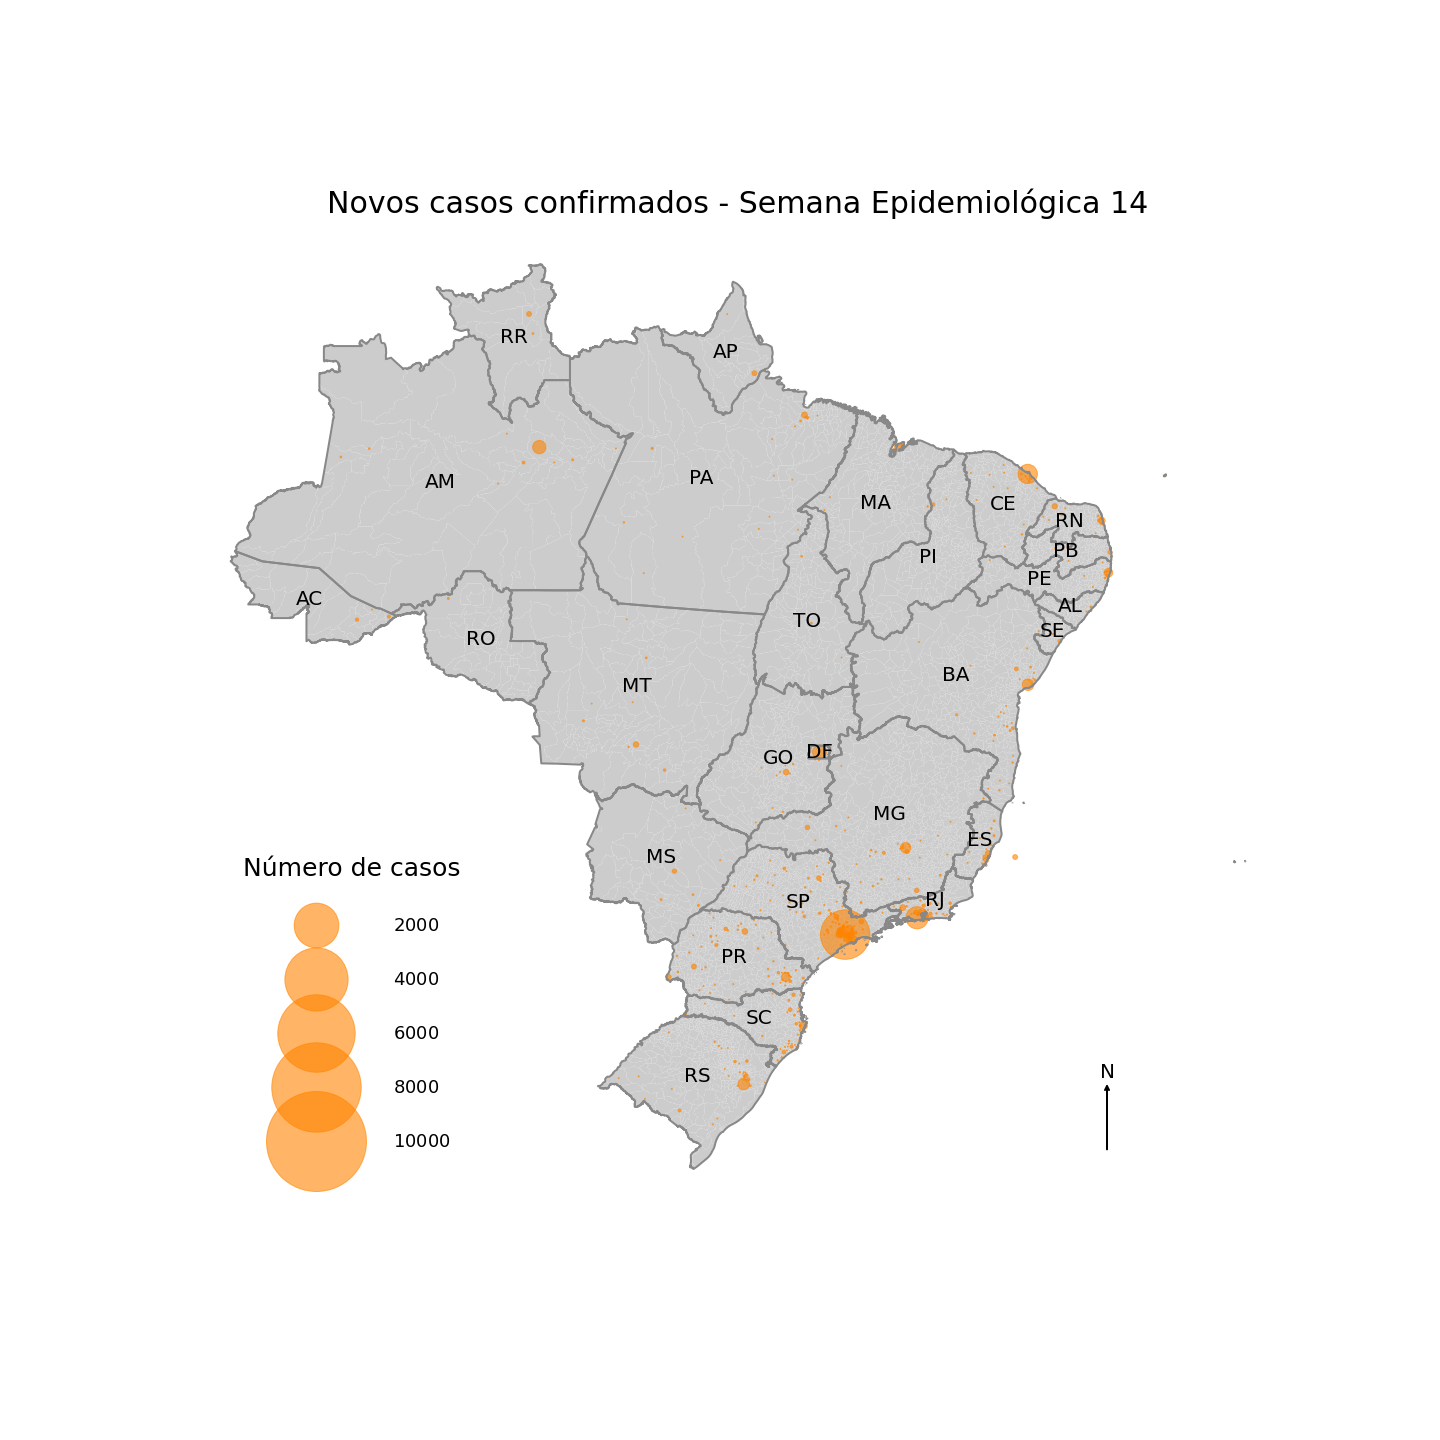 Novos casos confirmados - Semana Epidemiológica 14
RR
AP
AM
PA
MA
CE
RN
PB
PI
PE
AC
AL
TO
SE
RO
BA
MT
DF
GO
MG
ES
MS
SP
RJ
PR
SC
RS
Número de casos
2000
4000
6000
8000
10000
N